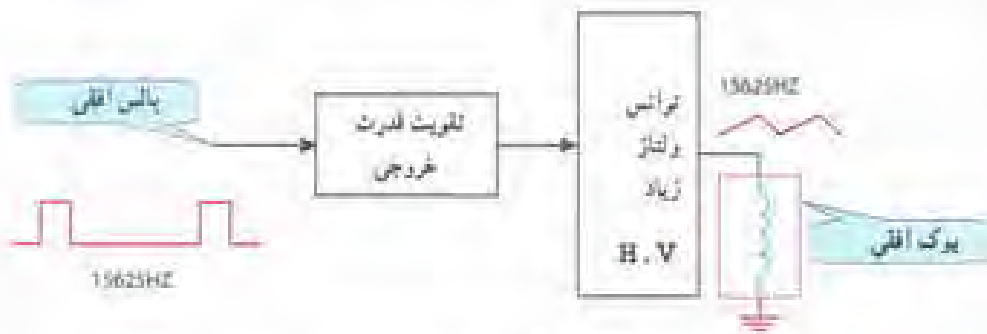 پالس افقی
15625HZ
تقویت قدرت
خروجی
ترانس
ولتاژ
زیاد
H.V
15625HZ
یوک افقی